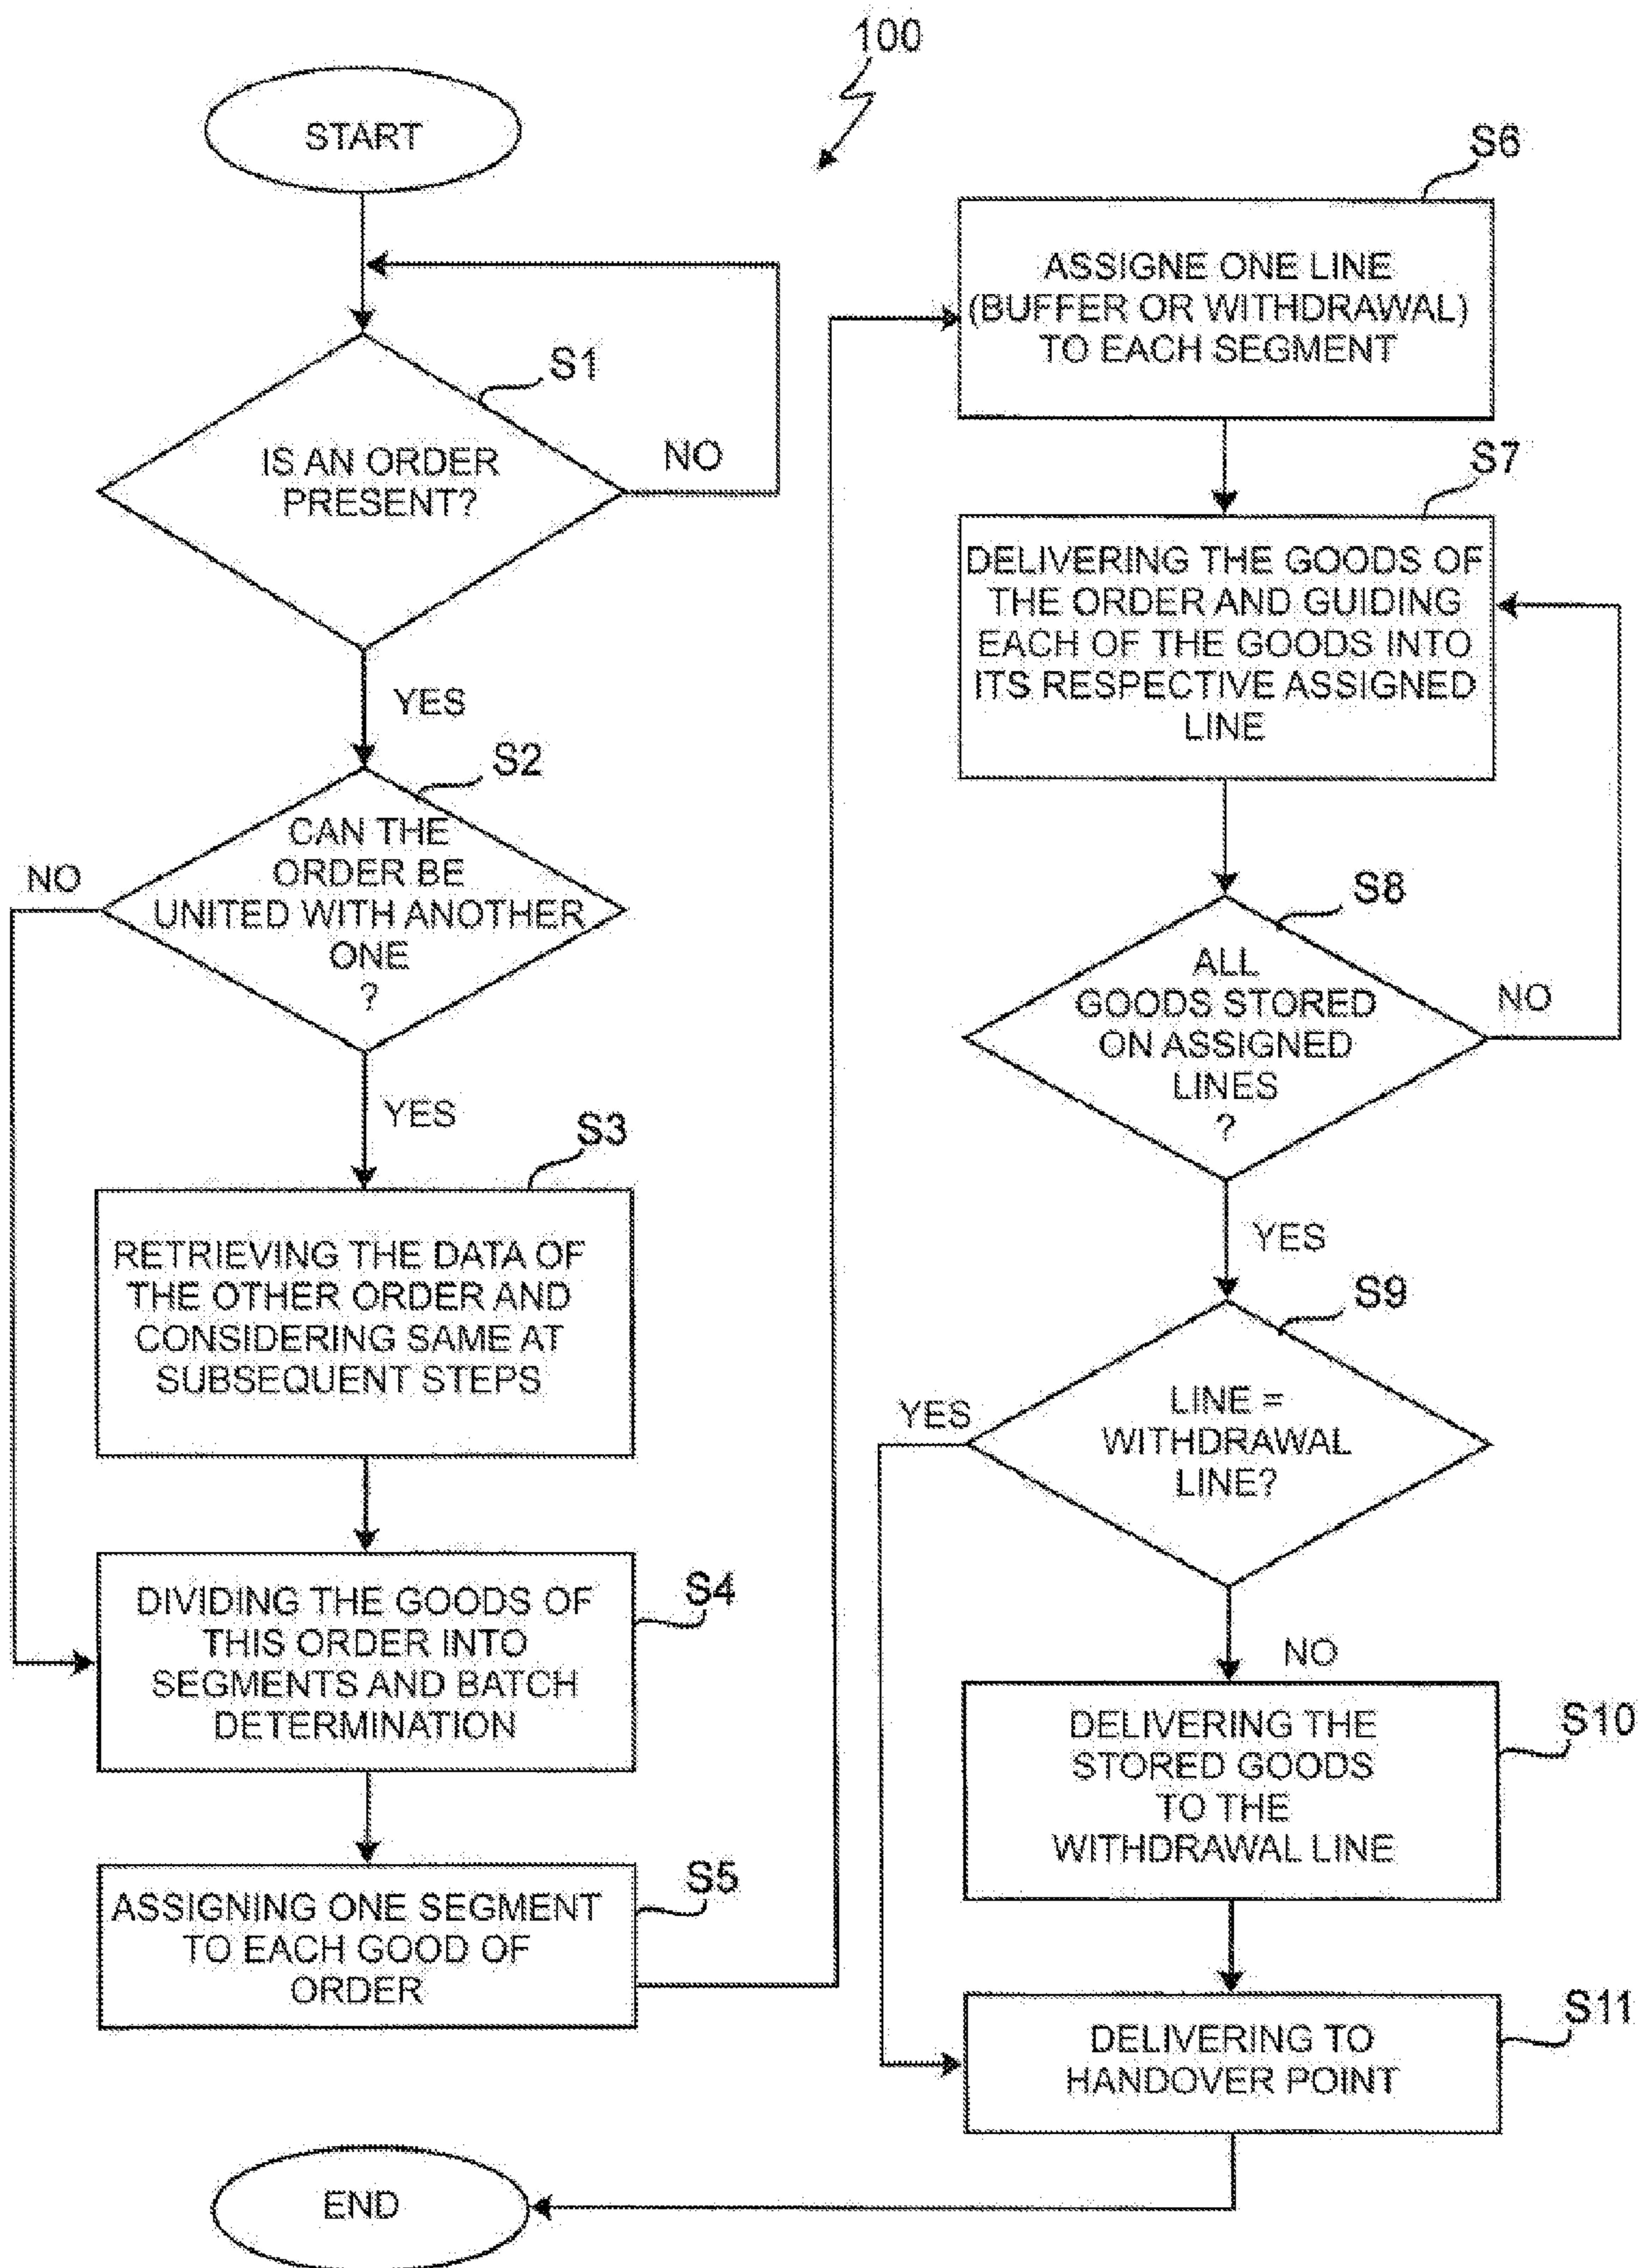 100
START
S1
IS AN ORDER
PRESENT?
NO
YES
S2
CAN THE
ORDER BE
UNITED WITH ANOTHER
ONE
?
NO
YES
S3
RETRIEVING THE DATA OF
THE OTHER ORDER AND
CONSIDERING SAME AT
SUBSEQUENT STEPS
S4
DIVIDING THE GOODS OF
THIS ORDER INTO
SEGMENTS AND BATCH
DETERMINATION
S5
ASSIGNING ONE SEGMENT
TO EACH GOOD OF
ORDER
S6
ASSIGNE ONE LINE
(BUFFER OR WITHDRAWAL)
TO EACH SEGMENT
S7
DELIVERING THE GOODS OF
THE ORDER AND GUIDING
EACH OF THE GOODS INTO
ITS RESPECTIVE ASSIGNED
LINE
S8
ALL
GOODS STORED
ON ASSIGNED
LINES
?
NO
YES
S9
LINE =
WITHDRAWAL
LINE?
YES
NO
S10
DELIVERING THE
STORED GOODS
TO THE
WITHDRAWAL LINE
S11
DELIVERING TO
HANDOVER POINT
END